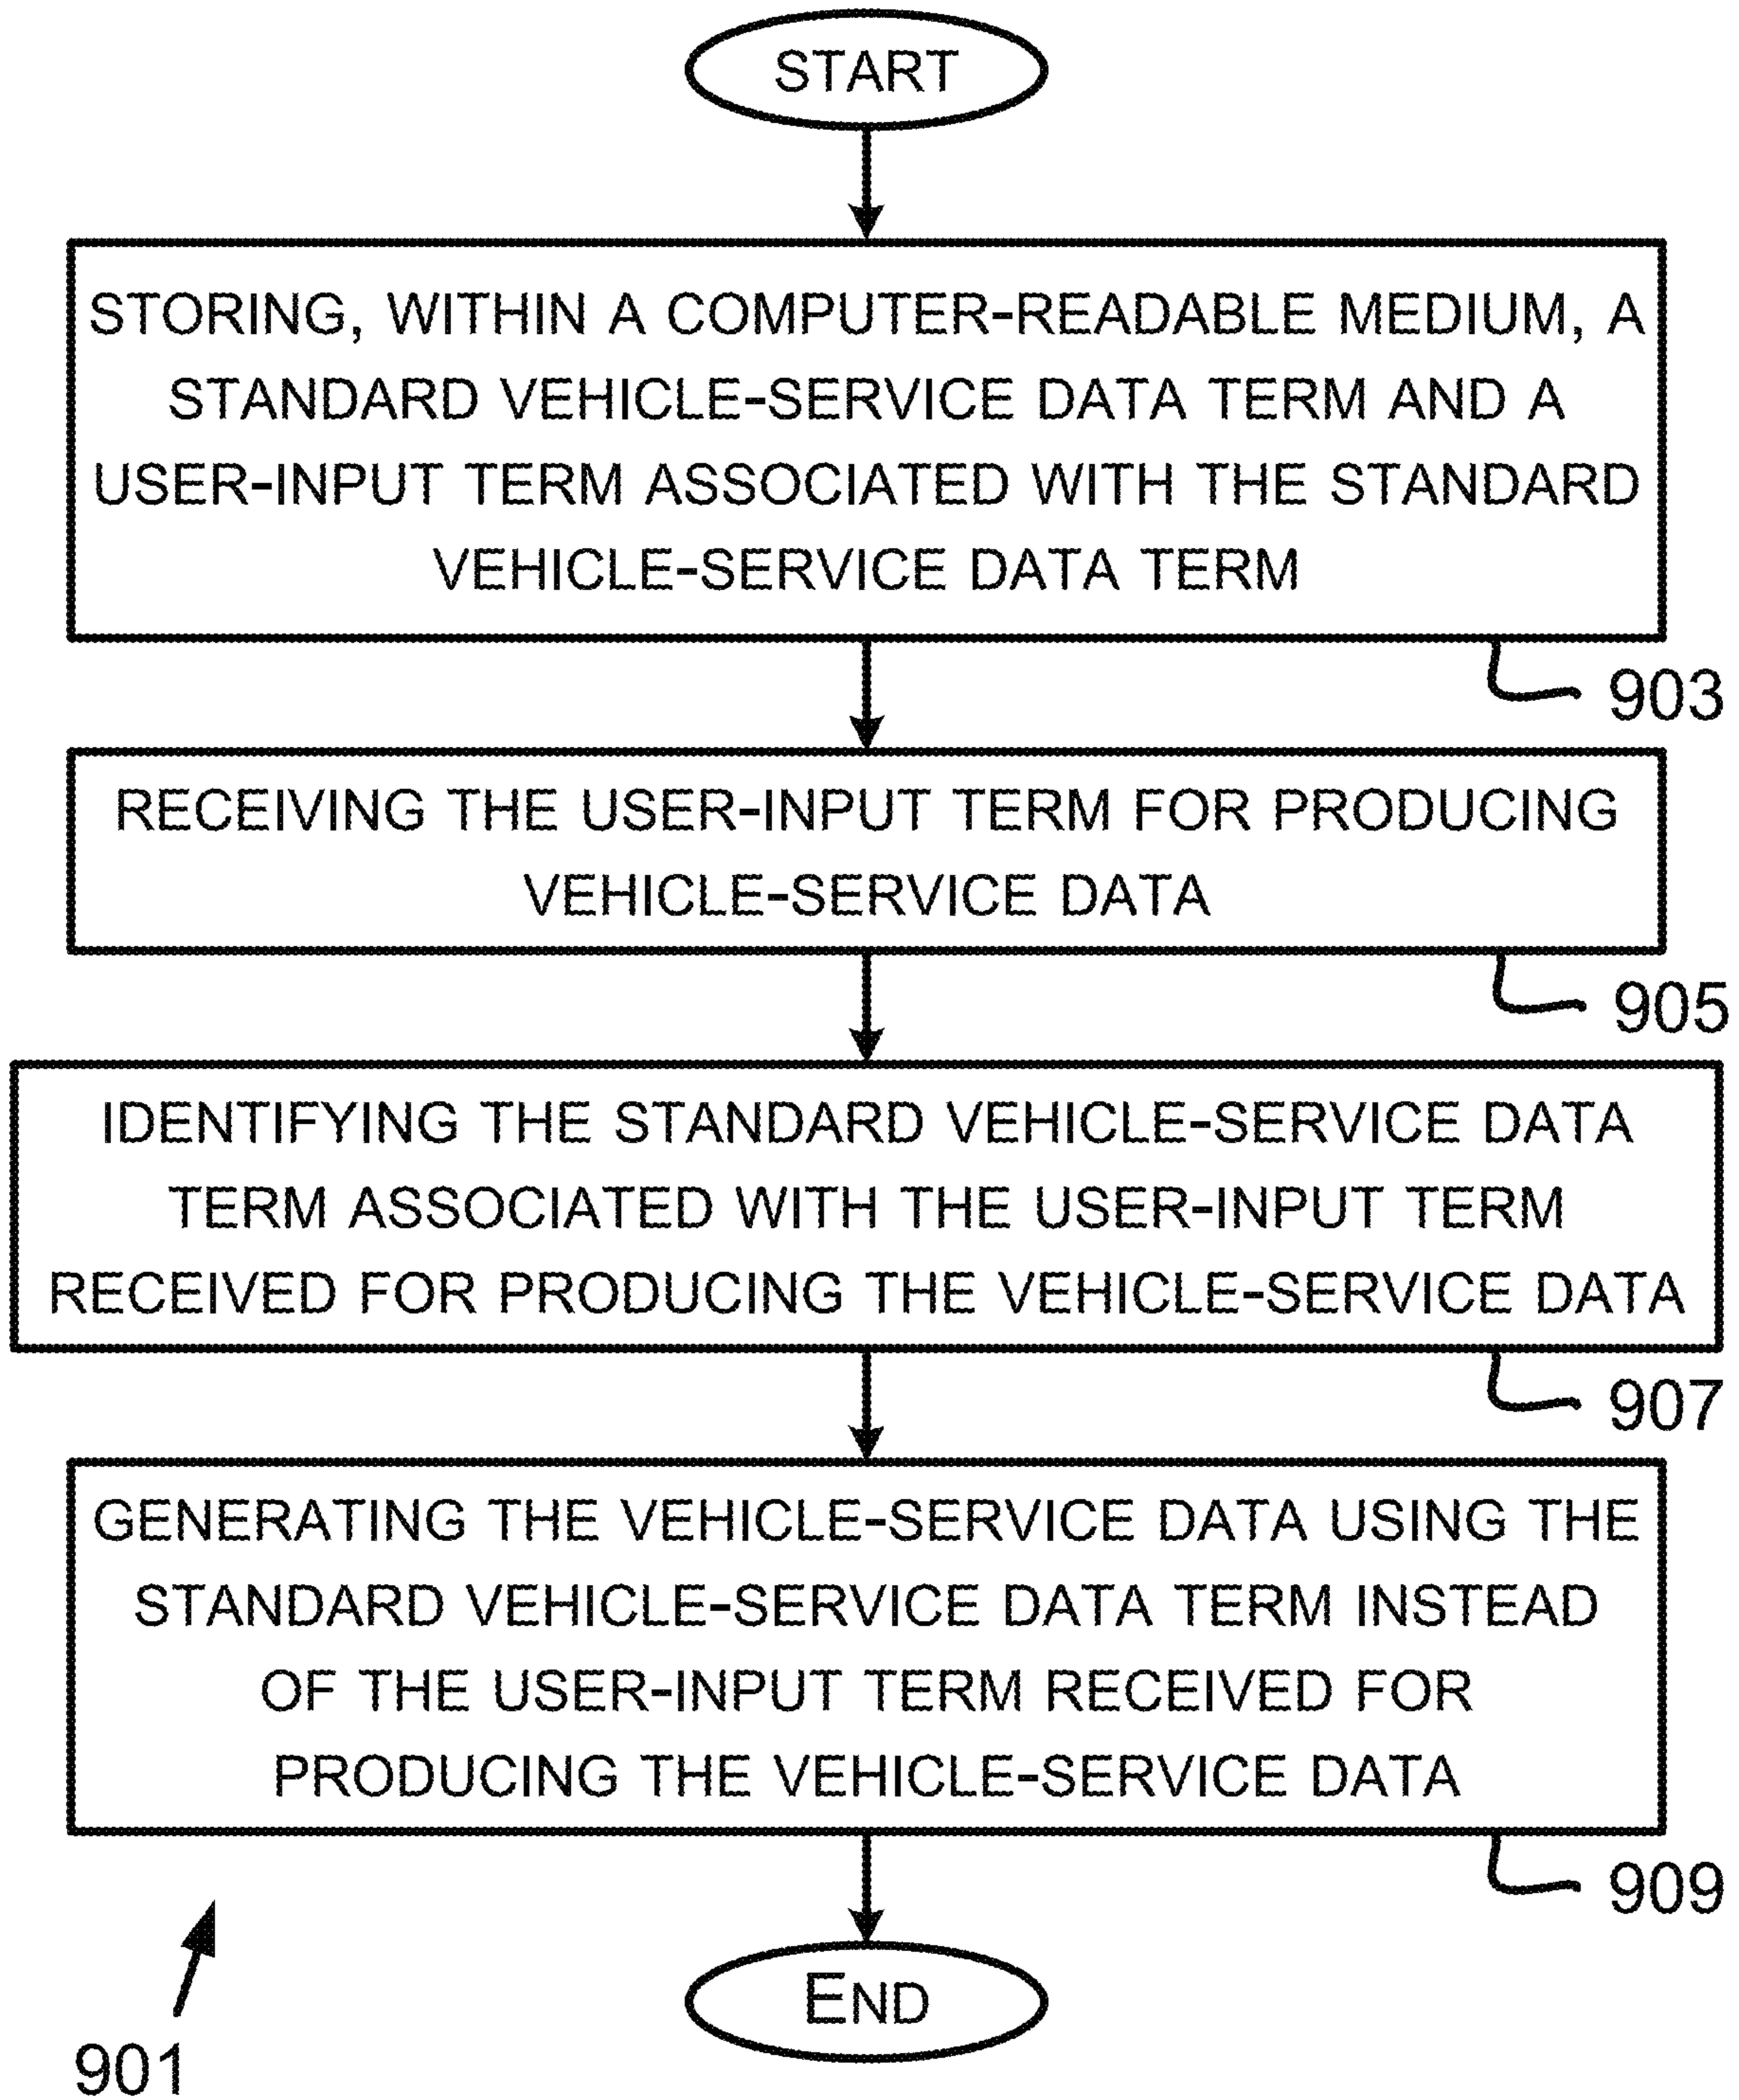 START
STORING, WITHIN A COMPUTER-READABLE MEDIUM, A
STANDARD VEHICLE-SERVICE DATA TERM AND A
USER-INPUT TERM ASSOCIATED WITH THE STANDARD
VEHICLE-SERVICE DATA TERM
903
RECEIVING THE USER-INPUT TERM FOR PRODUCING
VEHICLE-SERVICE DATA
905
IDENTIFYING THE STANDARD VEHICLE-SERVICE DATA
TERM ASSOCIATED WITH THE USER-INPUT TERM
RECEIVED FOR PRODUCING THE VEHICLE-SERVICE DATA
907
GENERATING THE VEHICLE-SERVICE DATA USING THE
STANDARD VEHICLE-SERVICE DATA TERM INSTEAD
OF THE USER-INPUT TERM RECEIVED FOR
PRODUCING THE VEHICLE-SERVICE DATA
909
END
901